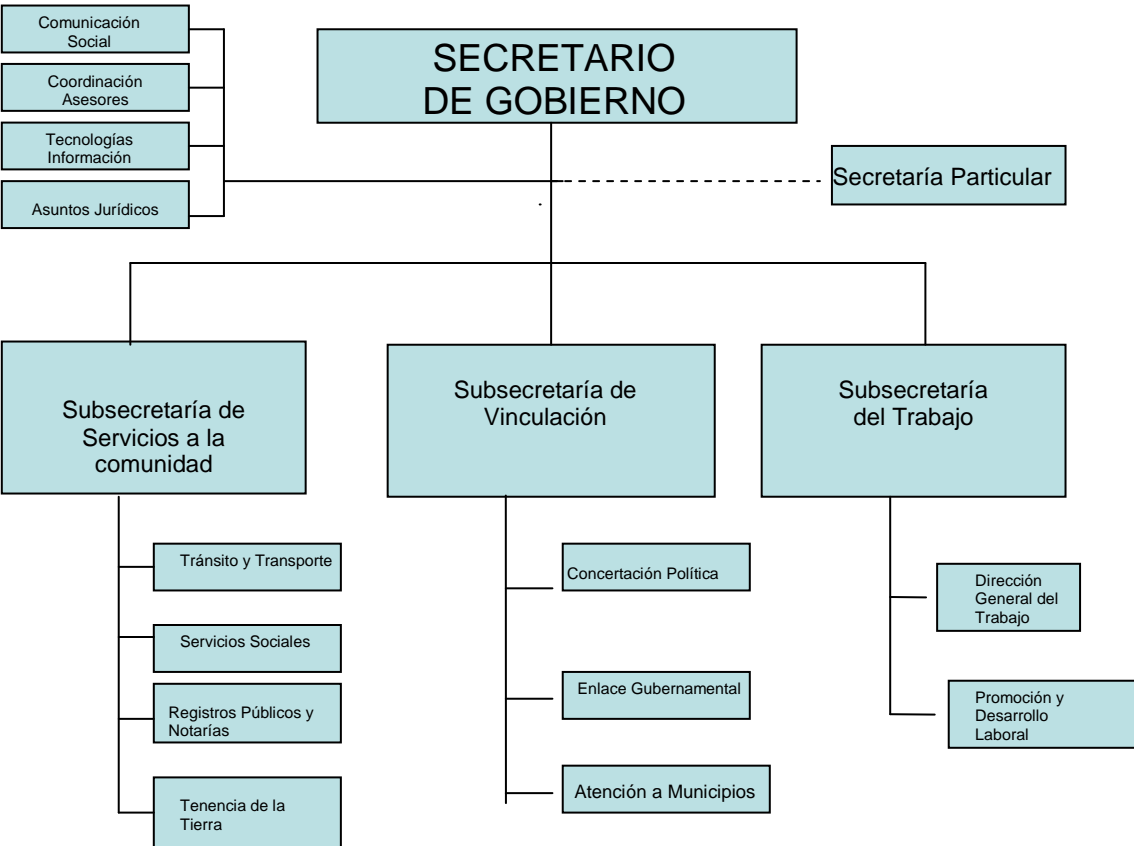 Comunicación
Social
Coordinación
Asesores
Tecnologías
Información
Asuntos Jurídicos
SECRETARIO
DE GOBIERNO
Secretaría Particular
Subsecretaría de
Servicios a la
comunidad
Tránsito y Transporte
Servicios Sociales
Registros Públicos y
Notarías
Tenencia de la
Tierra
Subsecretaría de
Vinculación
Concertación Política
Enlace Gubernamental
Atención a Municipios
Subsecretaría
del Trabajo
Dirección
General del
Trabajo
Promoción y
Desarrollo
Laboral